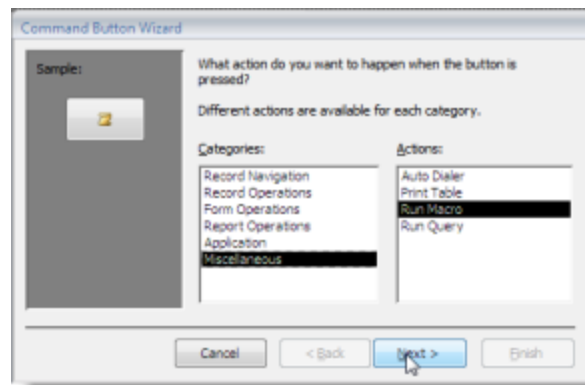 Command Button Wizard
Sample:
What action do you want to happen when the button is
pressed?
Different actions are available for each category.
Categories:
Record Navigation
Record Operations
Form Operations
Report Operations
Application
Miscellaneous
Actions:
Auto Dialer
Print Table
Run Macro
Run Query
Cancel
< Back
Next >
Finish